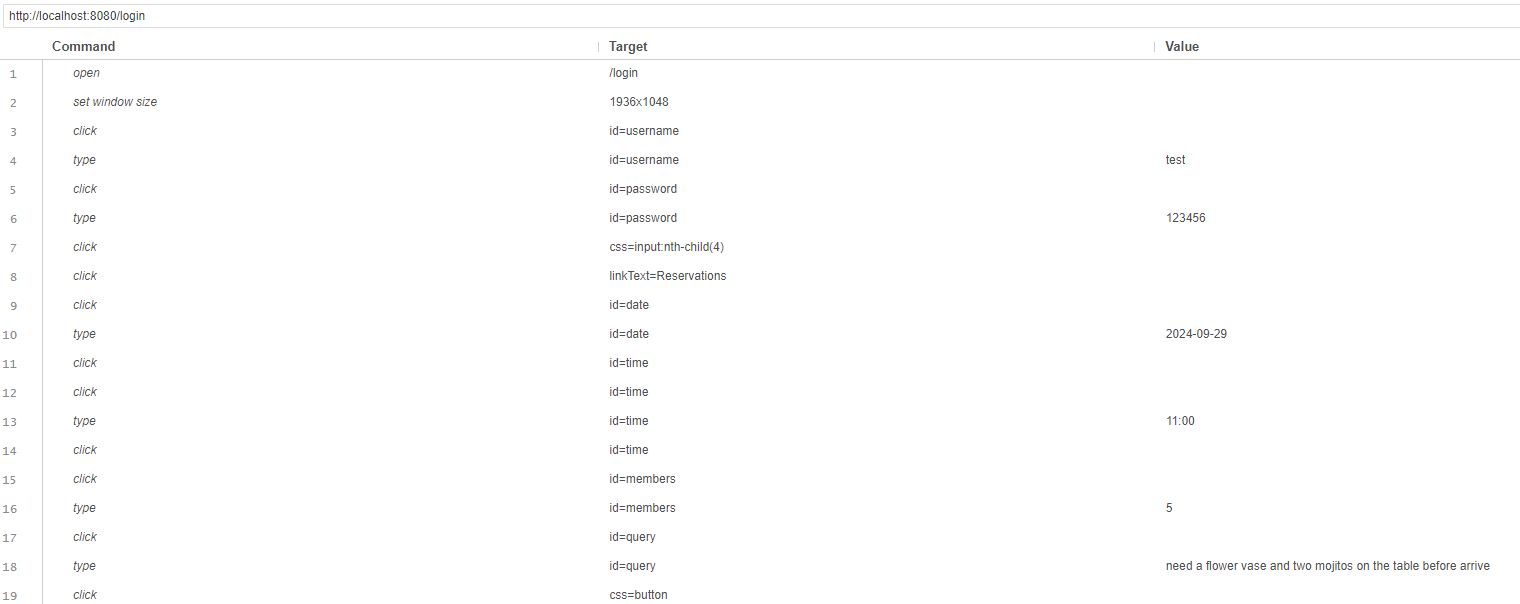 http://localhost:8080/login
Command Target Value
1 open /login
2 set window size 1936x1048
3 click id=username
4 type id=username test
5 click id=password
6 type id=password 123456
7 click css=input:nth-child(4)
8 click linkText=Reservations
9 click id=date
10 type id=date 2024-09-29
11 click id=time
12 click id=time
13 type id=time 11:00
14 click id=time
15 click id=members
16 type id=members 5
17 click id=query
18 type id=query need a flower vase and two mojitos on the table before arrive
19 click css=button